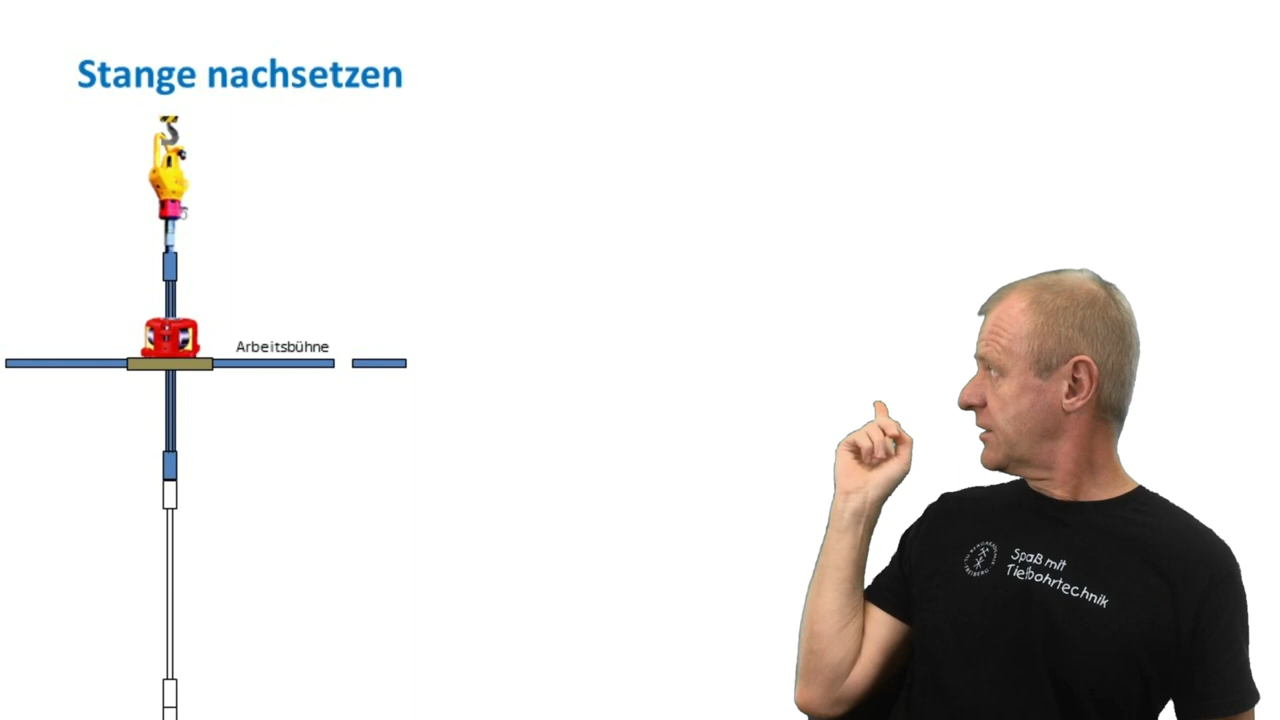 Stange nachsetzen
Arbeitsbühne
Spaß mit
Tiefbohrtechnik